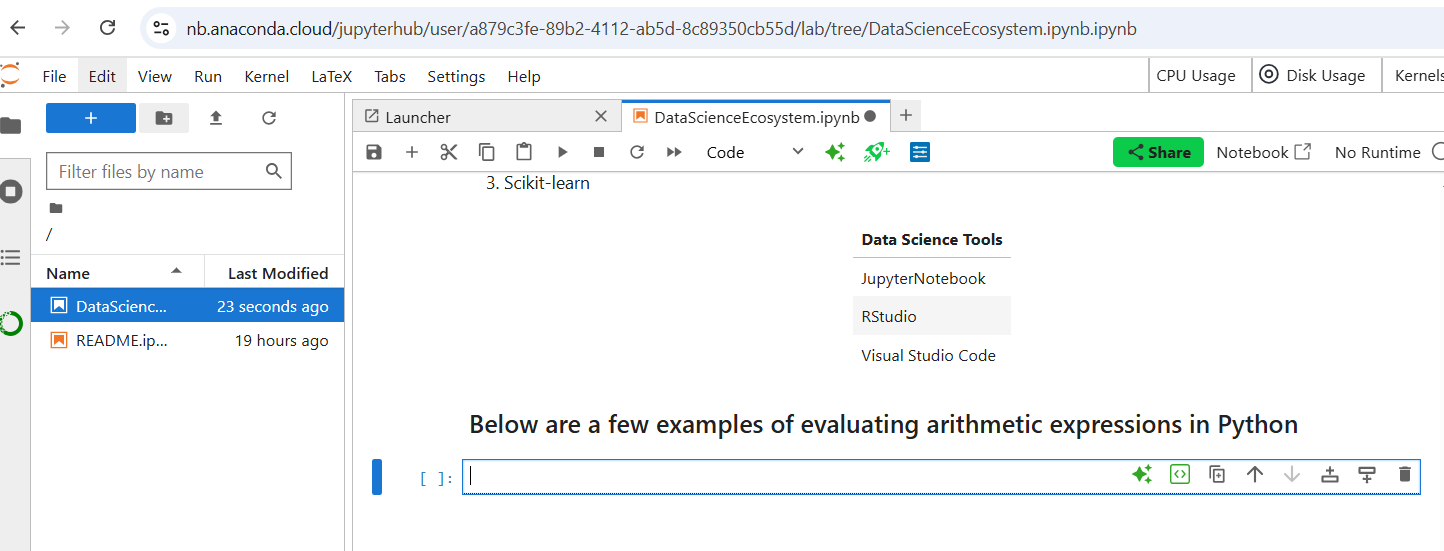 nb.anaconda.cloud/jupyterhub/user/a879c3fe-89b2-4112-ab5d-8c89350cb55d/lab/tree/DataScienceEcosystem.ipynb.ipynb
File Edit View Run Kernel LaTeX Tabs Settings Help CPU Usage Disk Usage Kernels
Launcher DataScienceEcosystem.ipynb
Code Share Notebook No Runtime
Filter files by name
/
Name Last Modified
DataScienc... 23 seconds ago
README.ip... 19 hours ago
3. Scikit-learn
Data Science Tools
JupyterNotebook
RStudio
Visual Studio Code
Below are a few examples of evaluating arithmetic expressions in Python
[ ]: